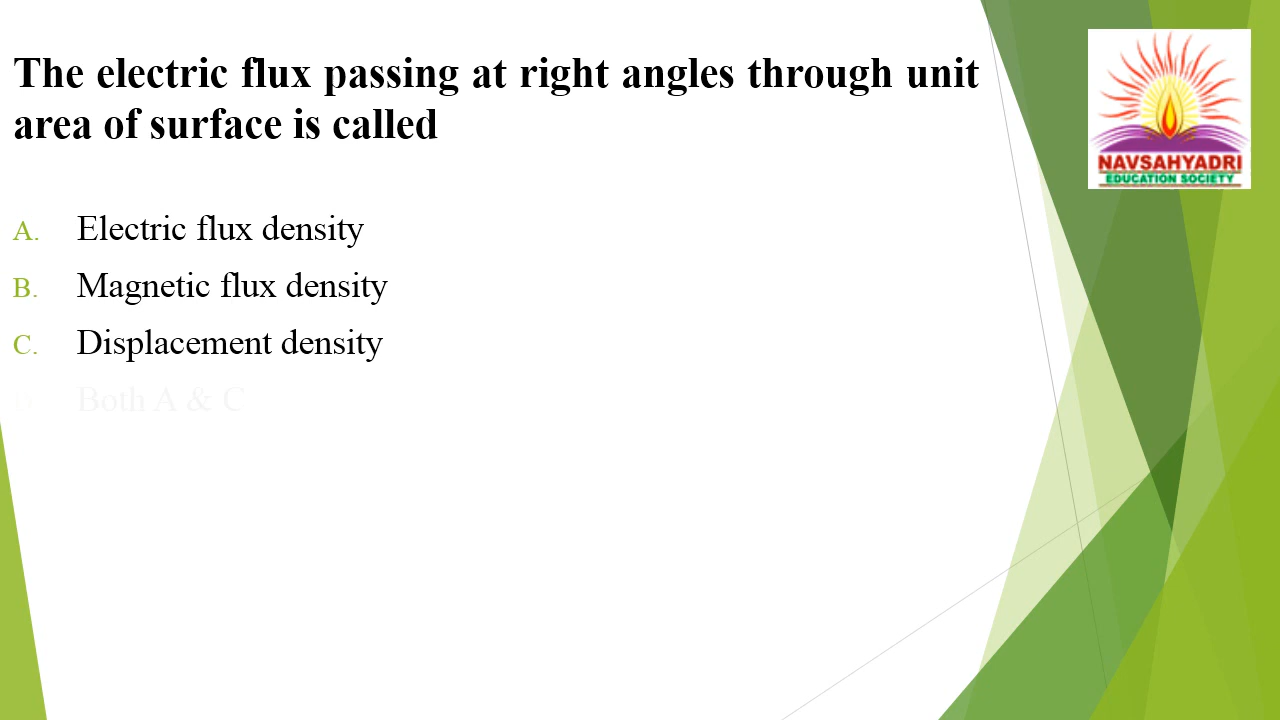 The electric flux passing at right angles through unit
area of surface is called
A. Electric flux density
B. Magnetic flux density
C. Displacement density
D. Both A & C
NAVSAHYADRI
EDUCATION SOCIETY